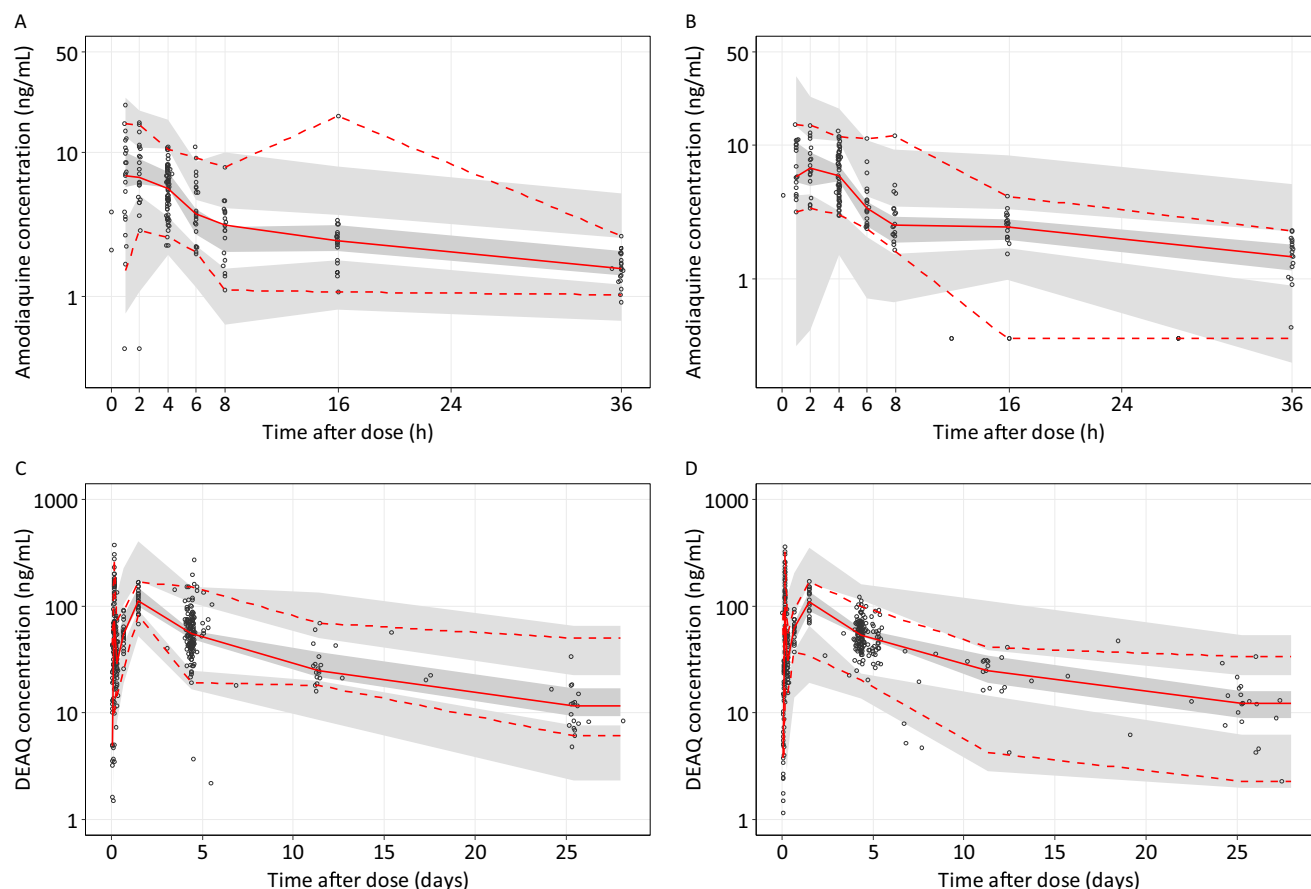 A
Amodiaquine concentration (ng/mL)
50
10
1
0 2 4 6 8 16 24 36
Time after dose (h)
B
Amodiaquine concentration (ng/mL)
50
10
1
0 2 4 6 8 16 24 36
Time after dose (h)
C
DEAQ concentration (ng/mL)
1000
100
10
1
0 5 10 15 20 25
Time after dose (days)
D
DEAQ concentration (ng/mL)
1000
100
10
1
0 5 10 15 20 25
Time after dose (days)